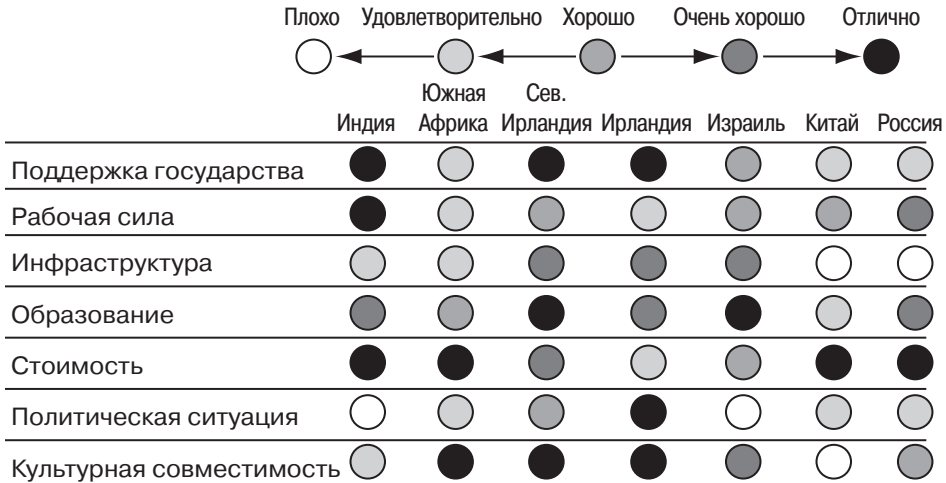 Плохо Удовлетворительно Хорошо Очень хорошо Отлично
Южная Сев.
Индия Африка Ирландия Ирландия Израиль Китай Россия
Поддержка государства
Рабочая сила
Инфраструктура
Образование
Стоимость
Политическая ситуация
Культурная совместимость